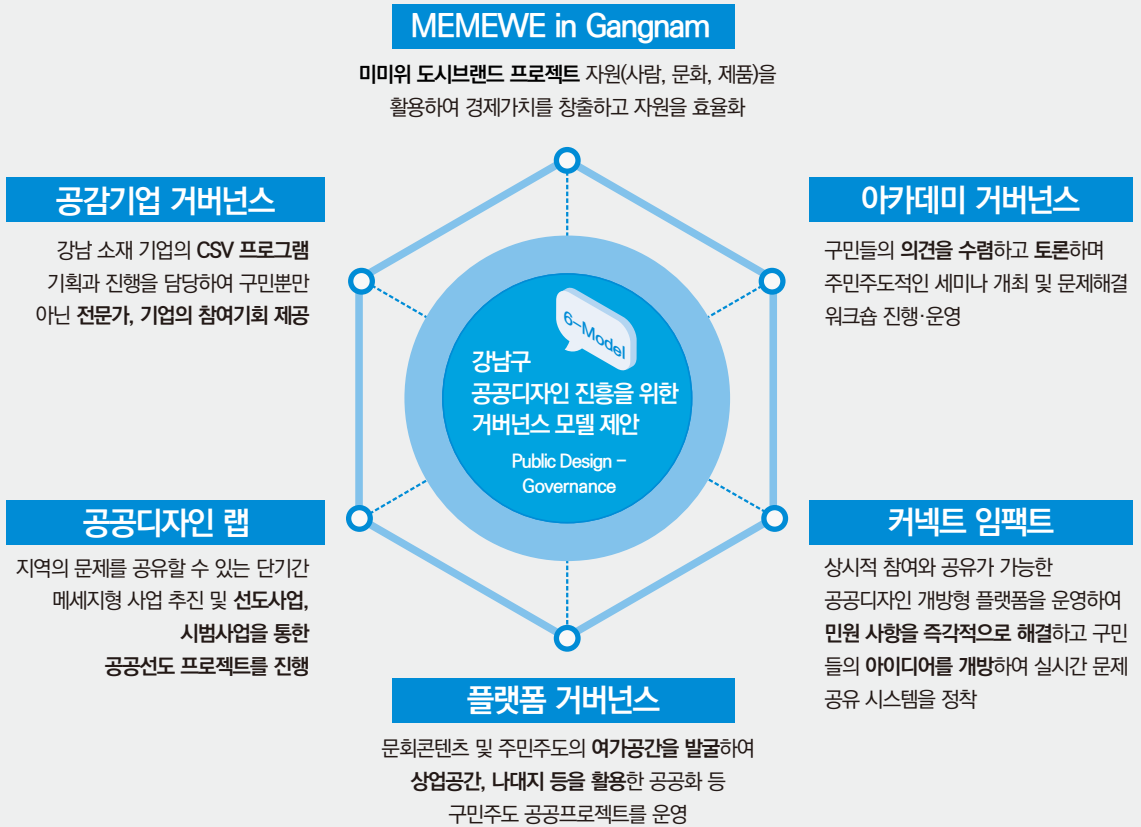 MEMEWE in Gangnam
미미위 도시브랜드 프로젝트 자원(사람, 문화, 제품)을
활용하여 경제가치를 창출하고 자원을 효율화
공감기업 거버넌스
강남 소재 기업의 CSV 프로그램
기획과 진행을 담당하여 구민뿐만
아닌 전문가, 기업의 참여기회 제공
아카데미 거버넌스
구민들의 의견을 수렴하고 토론하며
주민주도적인 세미나 개최 및 문제해결
워크숍 진행·운영
6-Model
강남구
공공디자인 진흥을 위한
거버넌스 모델 제안
Public Design –
Governance
공공디자인 랩
지역의 문제를 공유할 수 있는 단기간
메세지형 사업 추진 및 선도사업,
시범사업을 통한
공공선도 프로젝트를 진행
커넥트 임팩트
상시적 참여와 공유가 가능한
공공디자인 개방형 플랫폼을 운영하여
민원 사항을 즉각적으로 해결하고 구민
들의 아이디어를 개방하여 실시간 문제
공유 시스템을 정착
플랫폼 거버넌스
문회콘텐츠 및 주민주도의 여가공간을 발굴하여
상업공간, 나대지 등을 활용한 공공화 등
구민주도 공공프로젝트를 운영